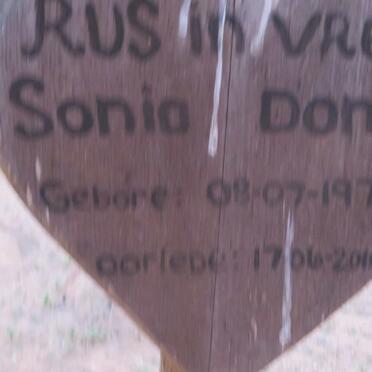 RUS in VRE
Sonia Don
Gebore: 08-07-197
oorlede: 17-06-201